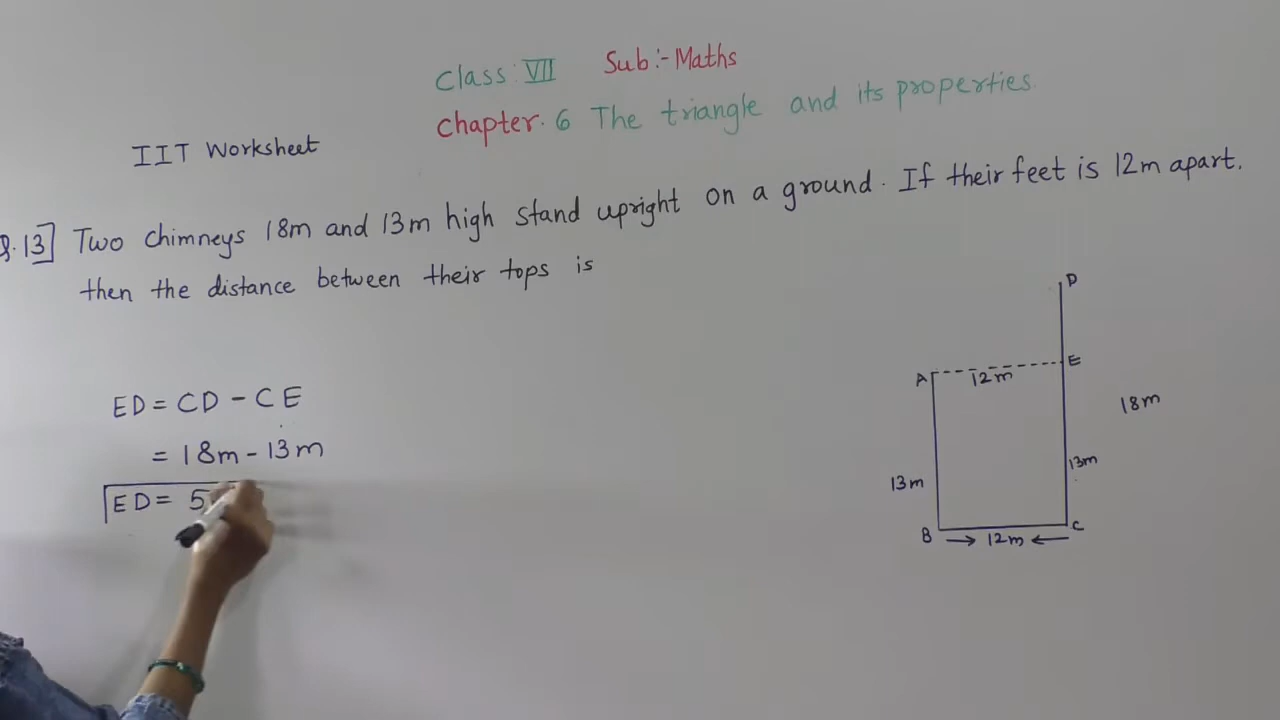 Class: VII Sub:- Maths
Chapter. 6 The triangle and its properties
IIT Worksheet
Q.13] Two chimneys 18m and 13m high stand upright on a ground. If their feet is 12m apart.
then the distance between their tops is
ED = CD - CE
= 18m - 13m
ED = 5
D
A
12m
E
18m
13m
13m
B
12m
C